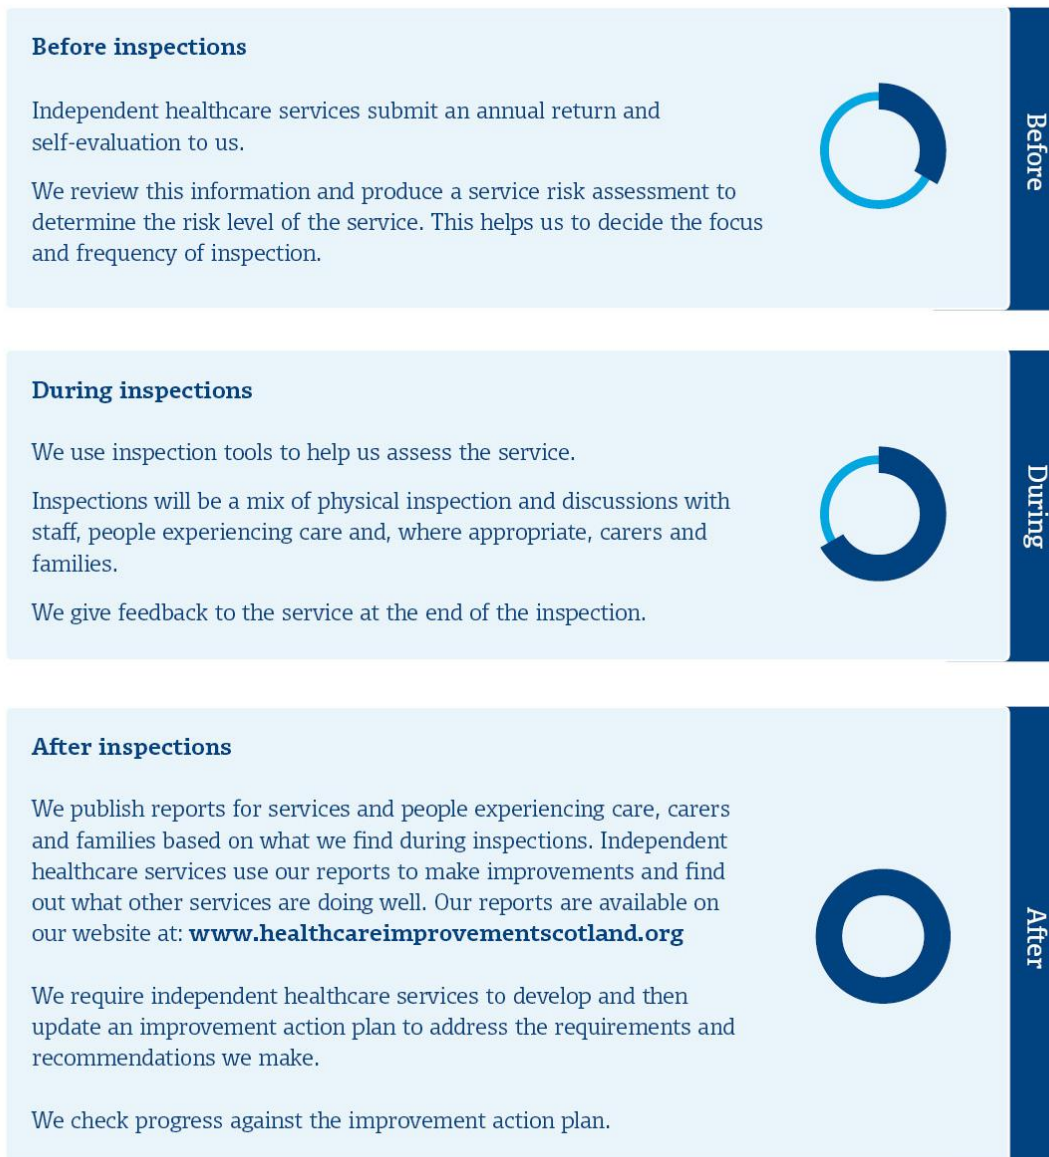 Before inspections
Independent healthcare services submit an annual return and
self-evaluation to us.
We review this information and produce a service risk assessment to
determine the risk level of the service. This helps us to decide the focus
and frequency of inspection.
Before
During inspections
We use inspection tools to help us assess the service.
Inspections will be a mix of physical inspection and discussions with
staff, people experiencing care and, where appropriate, carers and
families.
We give feedback to the service at the end of the inspection.
During
After inspections
We publish reports for services and people experiencing care, carers
and families based on what we find during inspections. Independent
healthcare services use our reports to make improvements and find
out what other services are doing well. Our reports are available on
our website at: www.healthcareimprovementscotland.org
We require independent healthcare services to develop and then
update an improvement action plan to address the requirements and
recommendations we make.
We check progress against the improvement action plan.
After